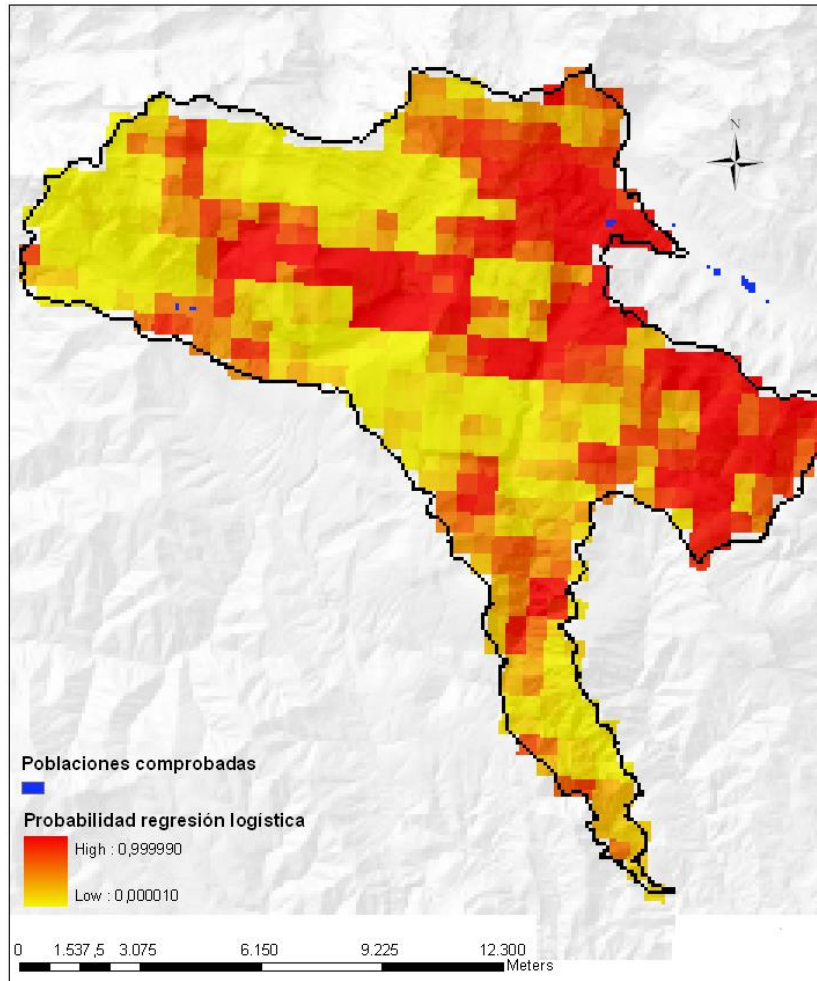 N
Poblaciones comprobadas
Probabilidad regresión logística
High : 0,999990
Low : 0,000010
0 1.537,5 3.075 6.150 9.225 12.300
Meters